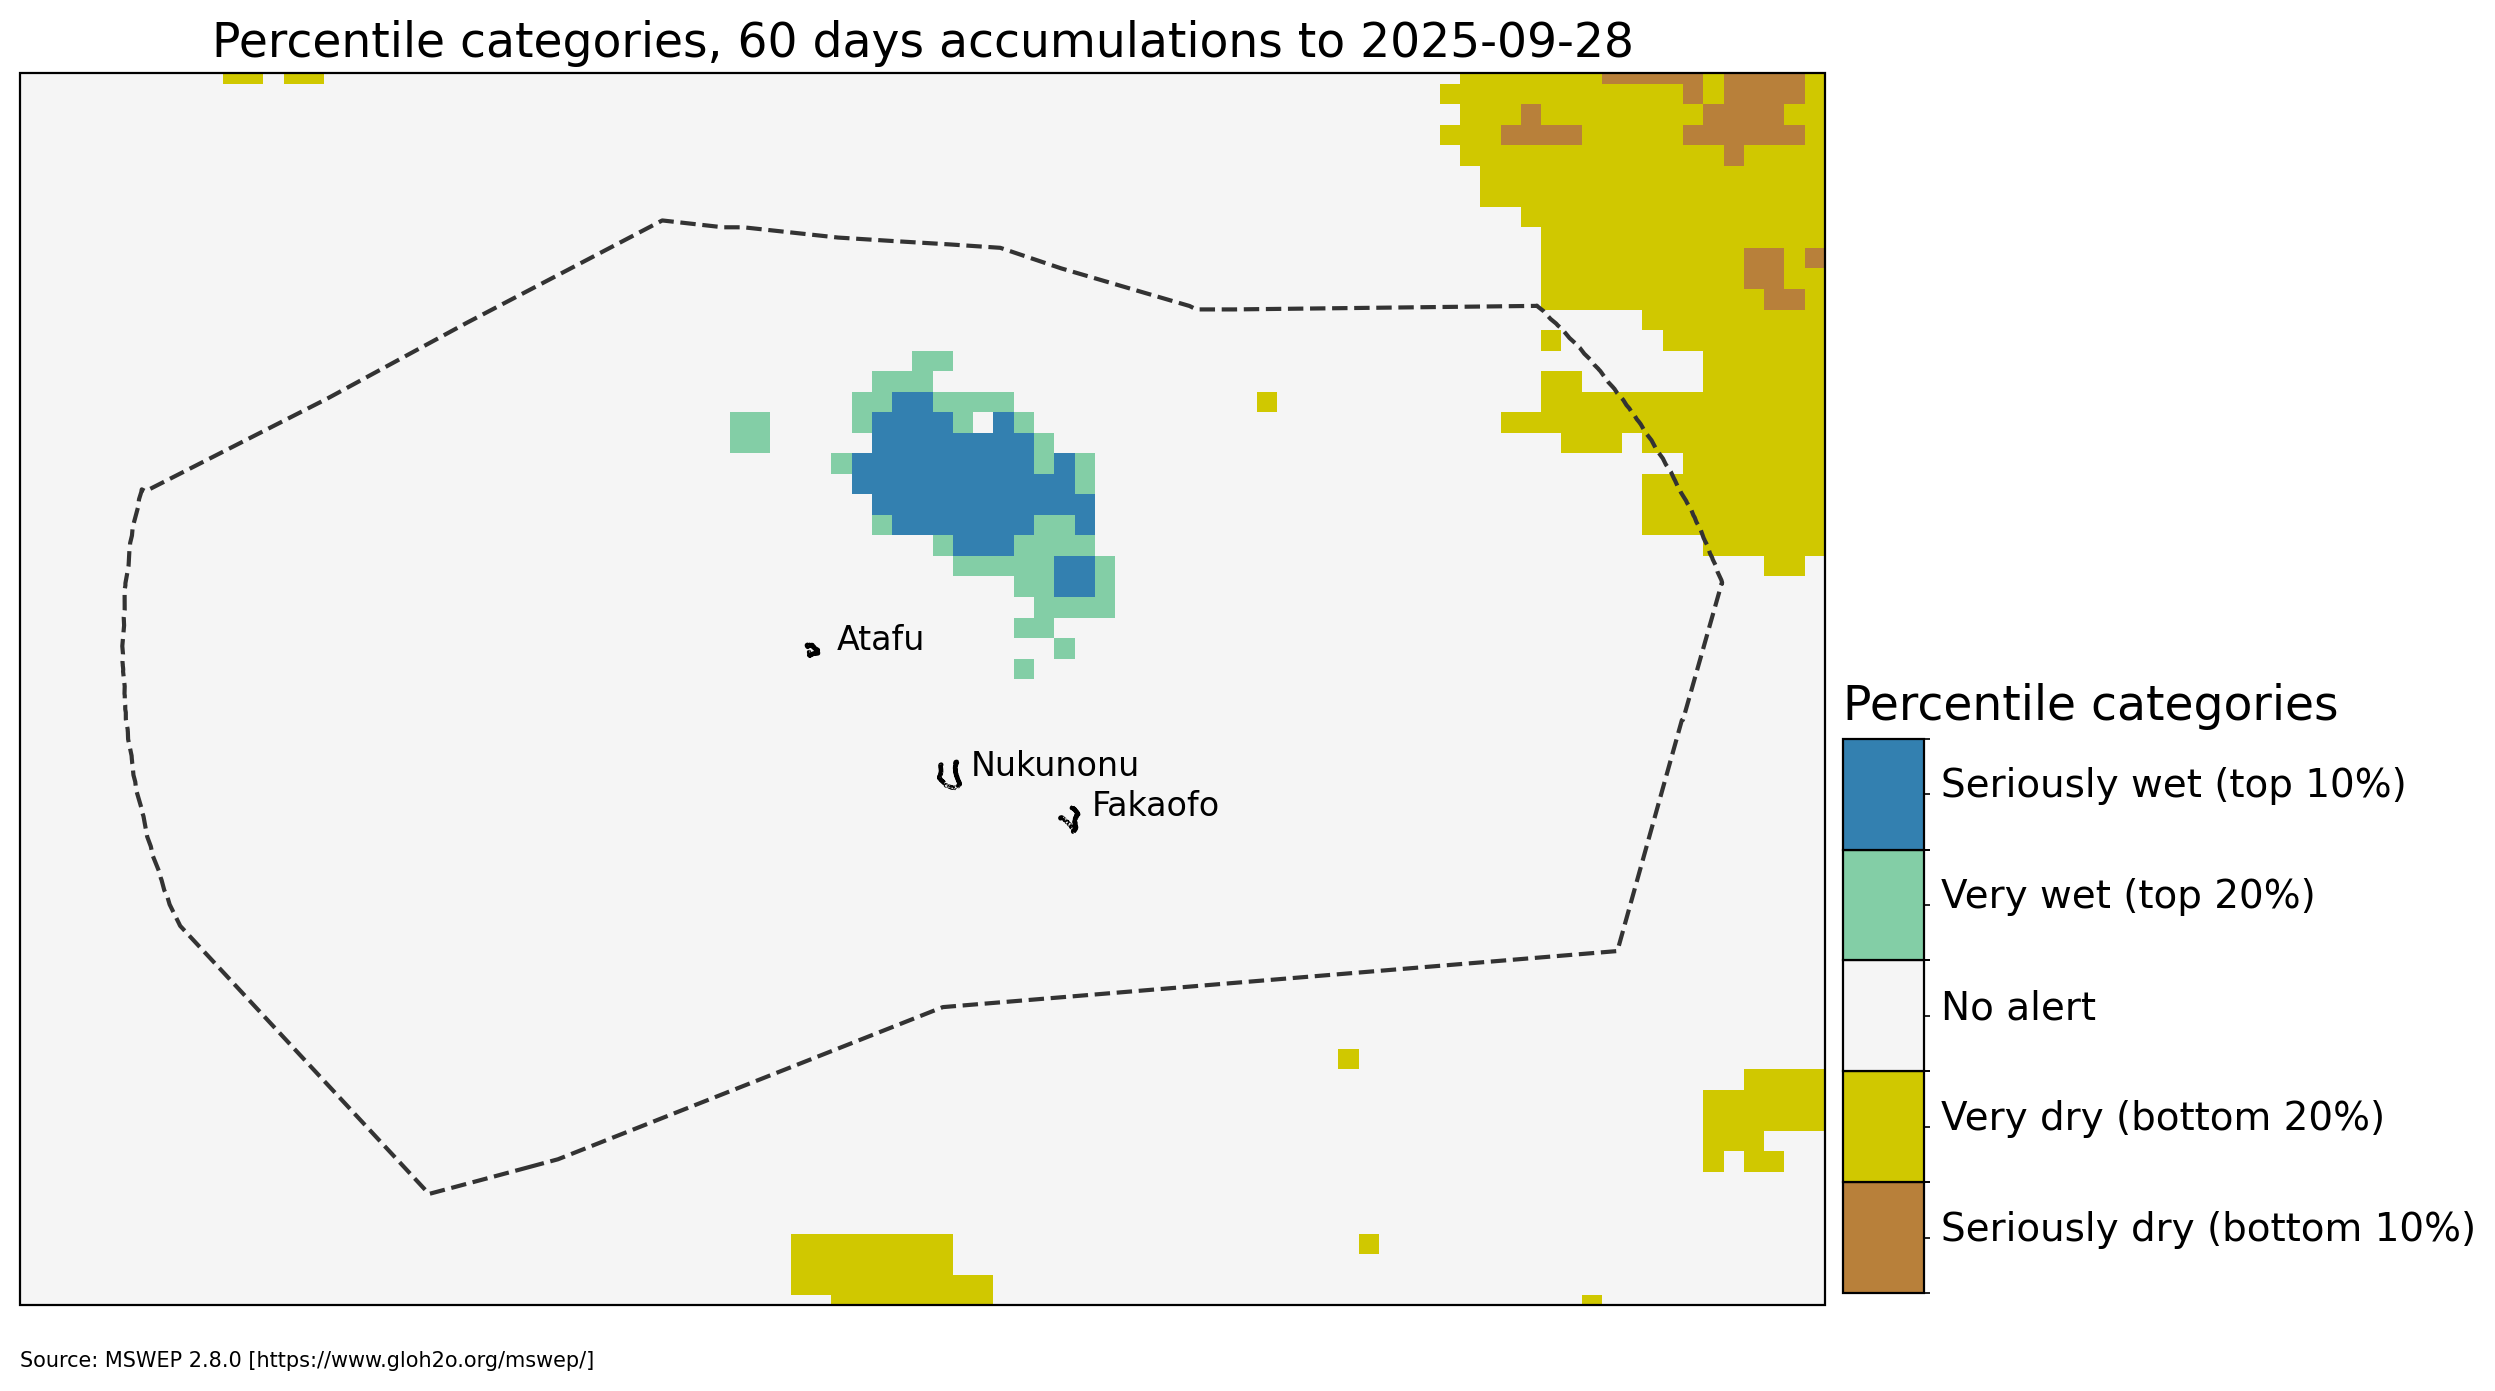 Percentile categories, 60 days accumulations to 2025-09-28
Atafu
Nukunonu
Fakaofo
Percentile categories
Seriously wet (top 10%)
Very wet (top 20%)
No alert
Very dry (bottom 20%)
Seriously dry (bottom 10%)
Source: MSWEP 2.8.0 [https://www.gloh2o.org/mswep/]